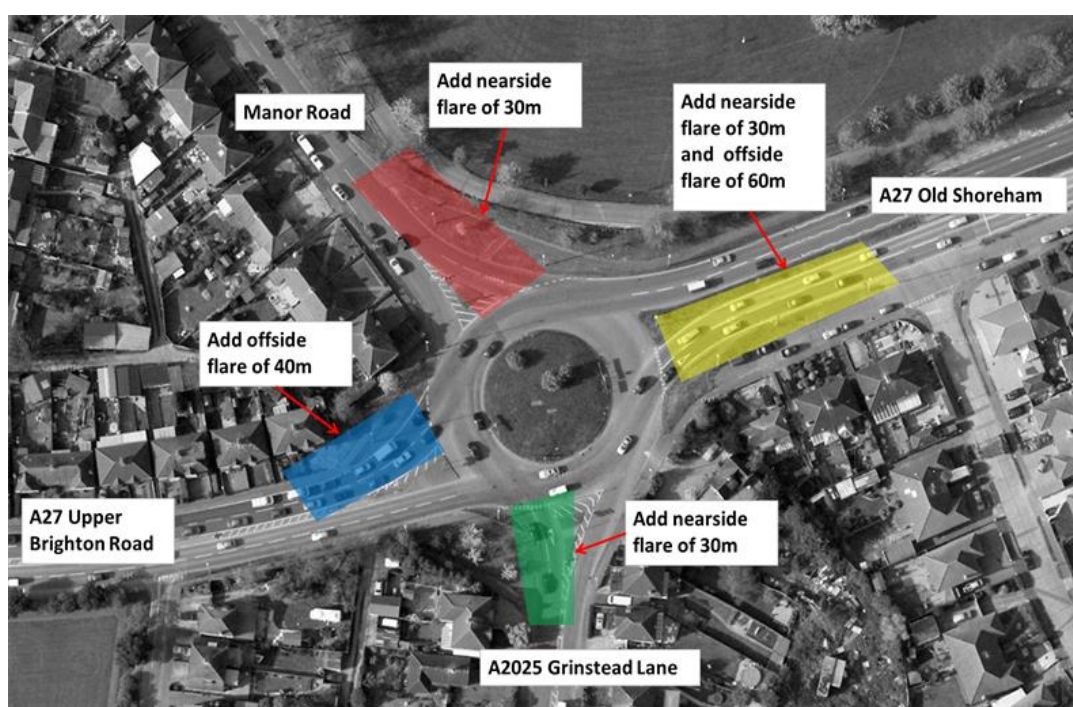 Manor Road
Add nearside
flare of 30m
Add nearside
flare of 30m
and offside
flare of 60m
A27 Old Shoreham
Add offside
flare of 40m
A27 Upper
Brighton Road
Add nearside
flare of 30m
A2025 Grinstead Lane